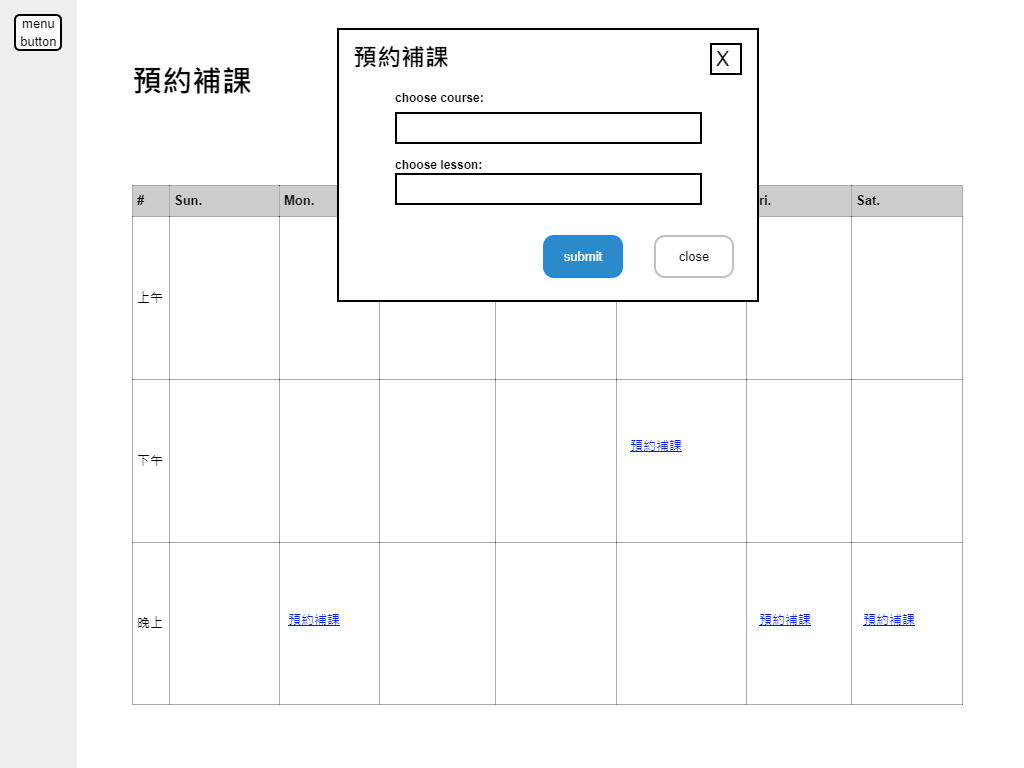 menu
button
預約補課
預約補課
X
choose course:
choose lesson:
submit
close
# Sun. Mon. ri. Sat.
上午
下午
預約補課
晚上
預約補課 預約補課 預約補課